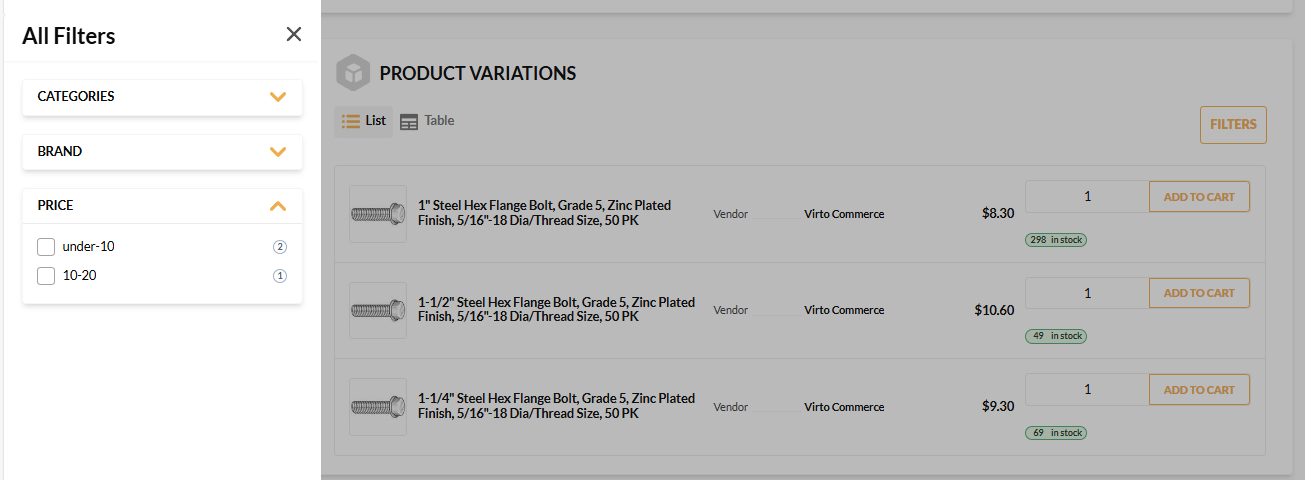 All Filters
CATEGORIES
BRAND
PRICE
under-10 2
10-20 1
PRODUCT VARIATIONS
List Table
FILTERS
1" Steel Hex Flange Bolt, Grade 5, Zinc Plated
Finish, 5/16"-18 Dia/Thread Size, 50 PK
Vendor Virto Commerce
$8.30
1 ADD TO CART
298 in stock
1-1/2" Steel Hex Flange Bolt, Grade 5, Zinc Plated
Finish, 5/16"-18 Dia/Thread Size, 50 PK
Vendor Virto Commerce
$10.60
1 ADD TO CART
49 in stock
1-1/4" Steel Hex Flange Bolt, Grade 5, Zinc Plated
Finish, 5/16"-18 Dia/Thread Size, 50 PK
Vendor Virto Commerce
$9.30
1 ADD TO CART
69 in stock